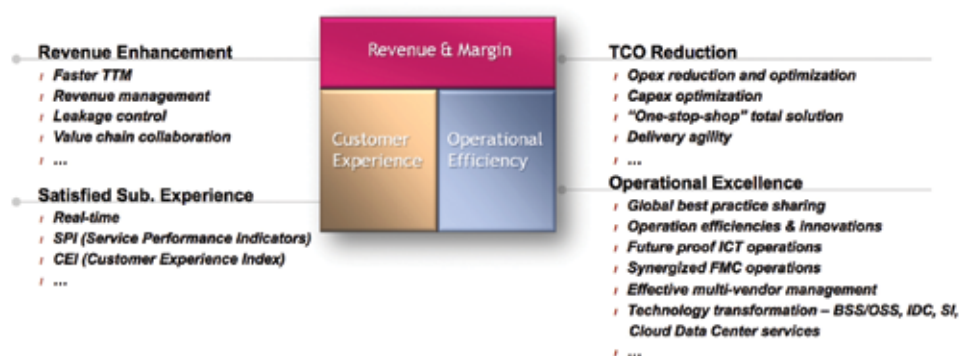 Revenue Enhancement
Faster TTM
Revenue management
Leakage control
Value chain collaboration
...
Satisfied Sub. Experience
Real-time
SPI (Service Performance Indicators)
CEI (Customer Experience Index)
...
Revenue & Margin
Customer
Experience
Operational
Efficiency
TCO Reduction
Opex reduction and optimization
Capex optimization
"One-stop-shop" total solution
Delivery agility
...
Operational Excellence
Global best practice sharing
Operation efficiencies & innovations
Future proof ICT operations
Synergized FMC operations
Effective multi-vendor management
Technology transformation – BSS/OSS, IDC, SI,
Cloud Data Center services
...